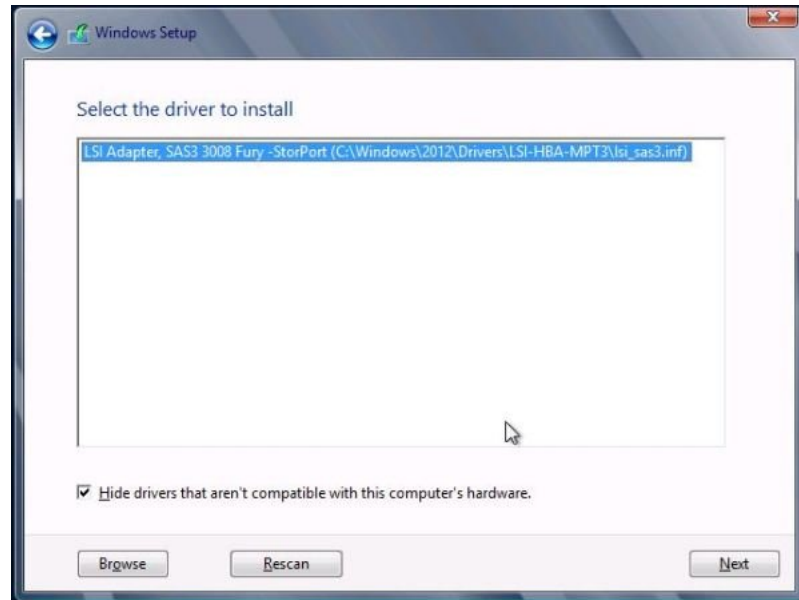 Windows Setup
Select the driver to install
LSI Adapter, SAS3 3008 Fury -StorPort (C:\Windows\2012\Drivers\LSI-HBA-MPT3\lsi_sas3.inf)
Hide drivers that aren't compatible with this computer's hardware.
Browse Rescan Next